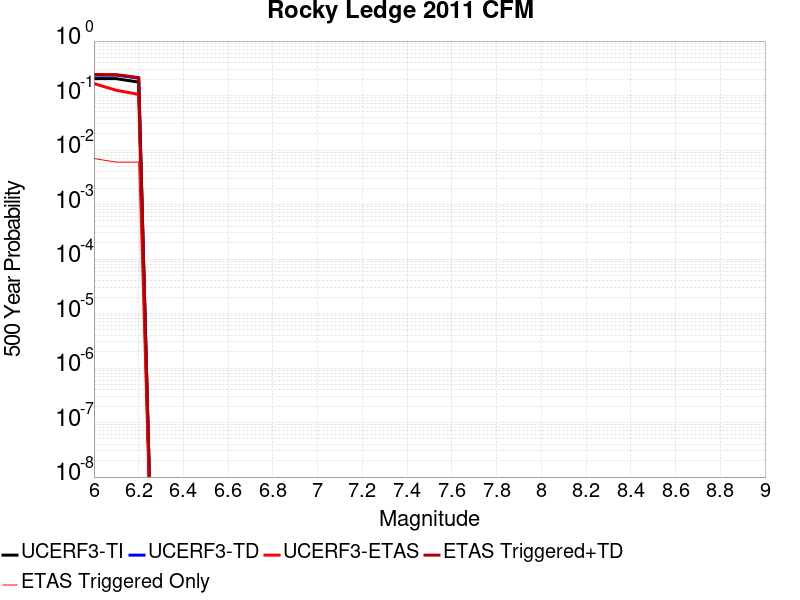 Rocky Ledge 2011 CFM
500 Year Probability
10^0
10^-1
10^-2
10^-3
10^-4
10^-5
10^-6
10^-7
10^-8
6 6.2 6.4 6.6 6.8 7 7.2 7.4 7.6 7.8 8 8.2 8.4 8.6 8.8 9
Magnitude
UCERF3-TI UCERF3-TD UCERF3-ETAS ETAS Triggered+TD
ETAS Triggered Only